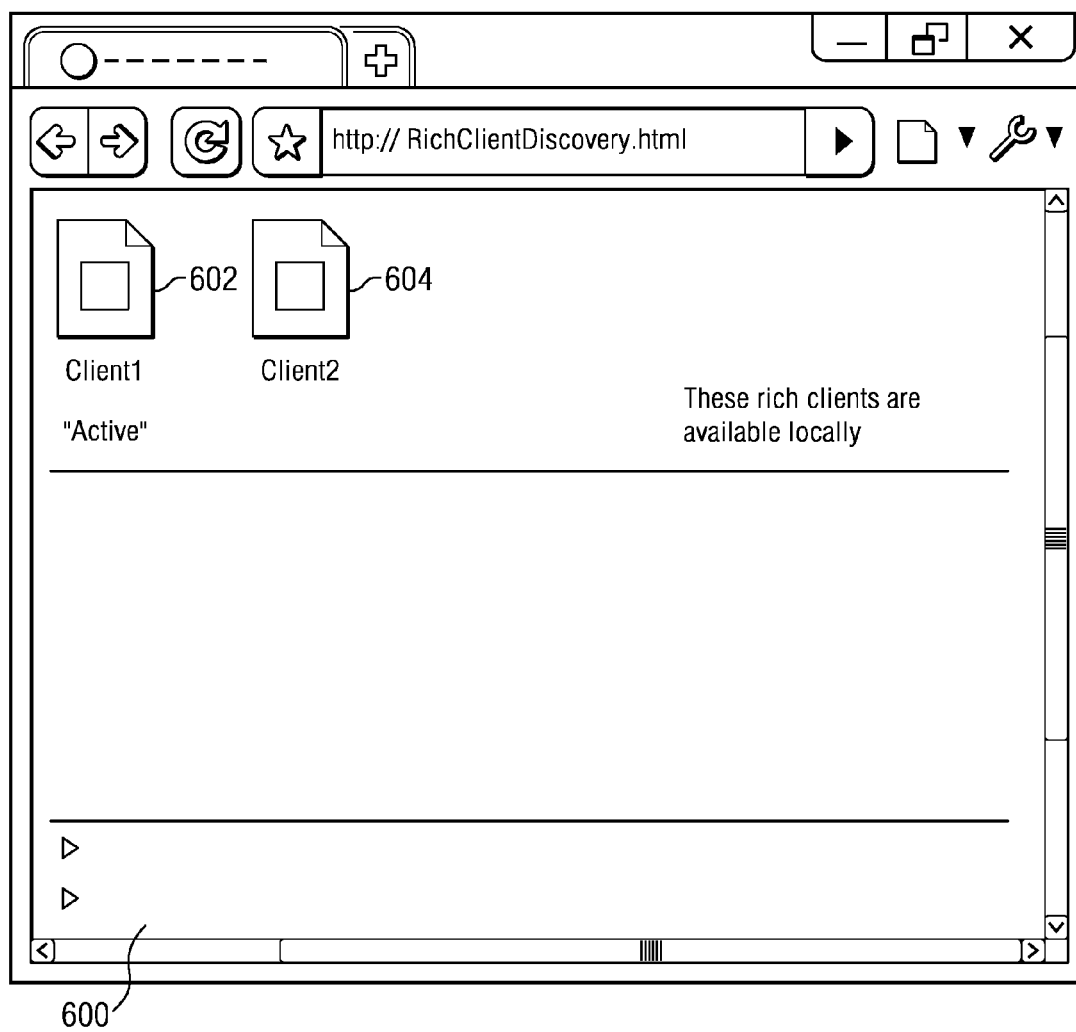 http:// RichClientDiscovery.html
602
604
Client1
Client2
"Active"
These rich clients are
available locally
600